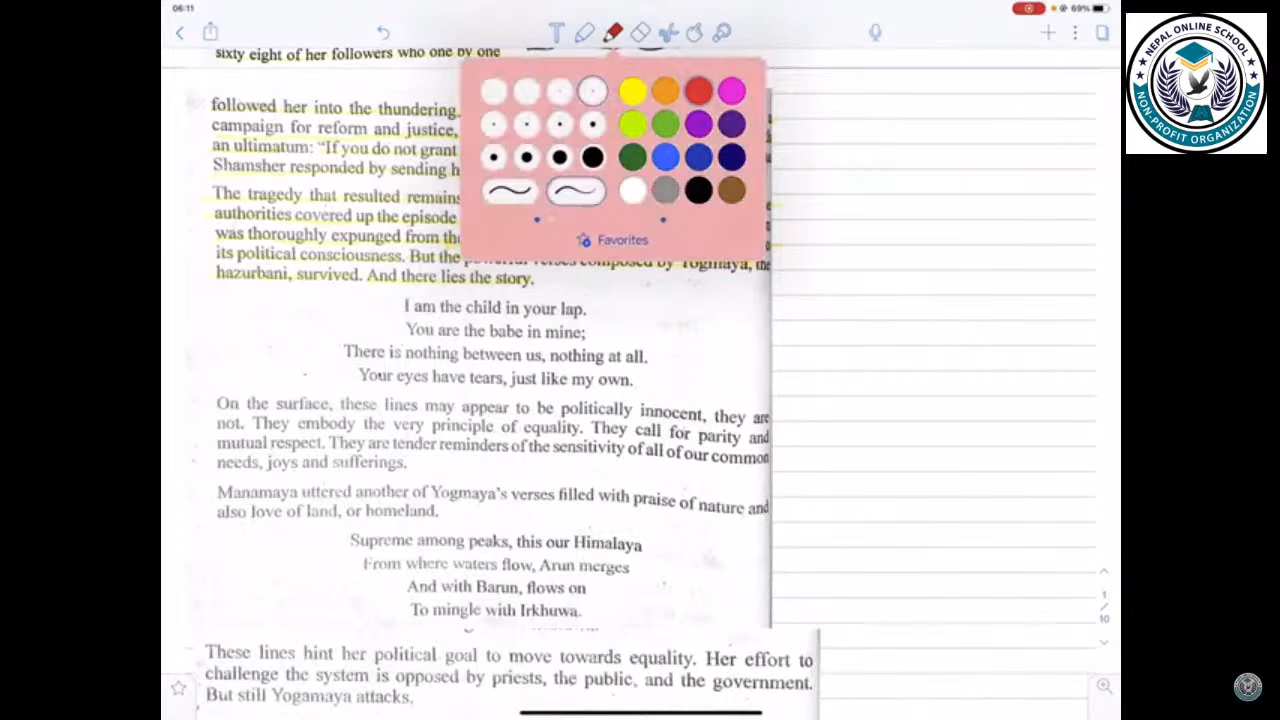 06:11
69%
NEPAL ONLINE SCHOOL
NON-PROFIT ORGANIZATION
sixty eight of her followers who one by one
followed her into the thundering
campaign for reform and justice,
an ultimatum: "If you do not grant
Shamsher responded by sending h
The tragedy that resulted remains
authorities covered up the episode
was thoroughly expunged from the
its political consciousness. But the powerful verses composed by Yogmaya, the
hazurbani, survived. And there lies the story.
Favorites
I am the child in your lap.
You are the babe in mine;
There is nothing between us, nothing at all.
Your eyes have tears, just like my own.
On the surface, these lines may appear to be politically innocent, they are
not. They embody the very principle of equality. They call for parity and
mutual respect. They are tender reminders of the sensitivity of all of our common
needs, joys and sufferings.
Manamaya uttered another of Yogmaya's verses filled with praise of nature and
also love of land, or homeland.
Supreme among peaks, this our Himalaya
From where waters flow, Arun merges
And with Barun, flows on
To mingle with Irkhuwa.
These lines hint her political goal to move towards equality. Her effort to
challenge the system is opposed by priests, the public, and the government.
But still Yogamaya attacks,
1
/
10